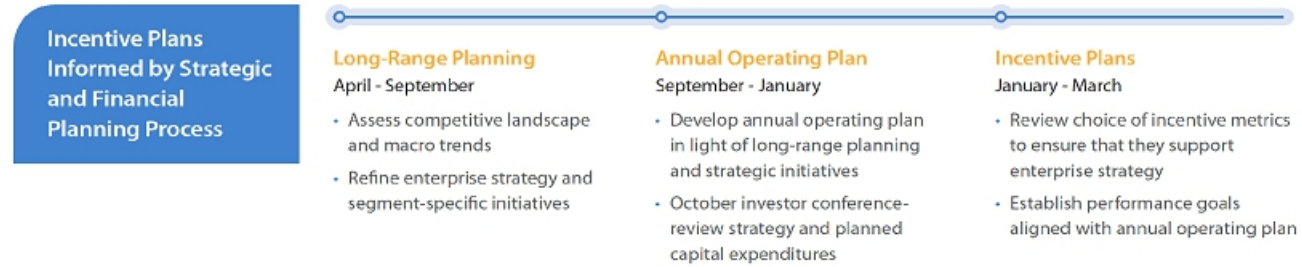 Incentive Plans
Informed by Strategic
and Financial
Planning Process
Long-Range Planning
April - September
• Assess competitive landscape
and macro trends
• Refine enterprise strategy and
segment-specific initiatives
Annual Operating Plan
September - January
• Develop annual operating plan
in light of long-range planning
and strategic initiatives
• October investor conference-
review strategy and planned
capital expenditures
Incentive Plans
January - March
• Review choice of incentive metrics
to ensure that they support
enterprise strategy
• Establish performance goals
aligned with annual operating plan